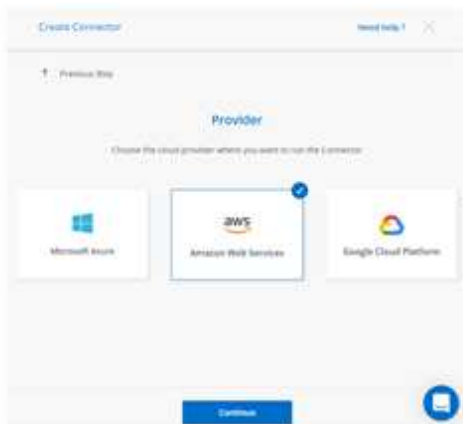 Create Connector
Need help ?
Previous Step
Provider
Choose the cloud provider where you want to run the Connector
Microsoft Azure
aws
Amazon Web Services
Google Cloud Platform
Continue